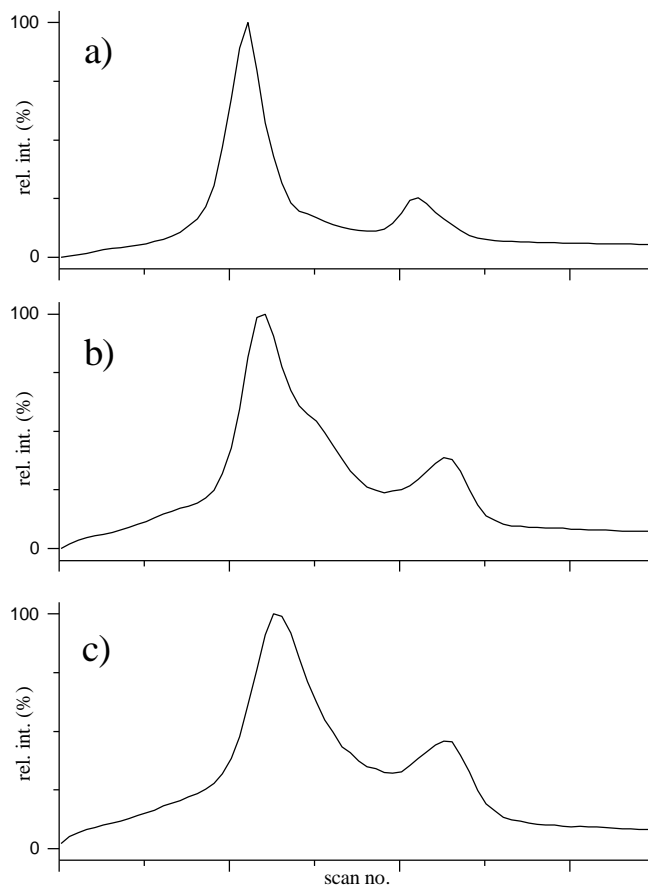 100
a)
rel. int. (%)
0
100
b)
rel. int. (%)
0
100
c)
rel. int. (%)
0
scan no.